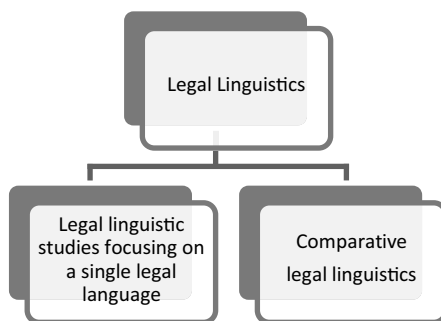 Legal Linguistics
Legal linguistic
studies focusing on
a single legal
language
Comparative
legal linguistics